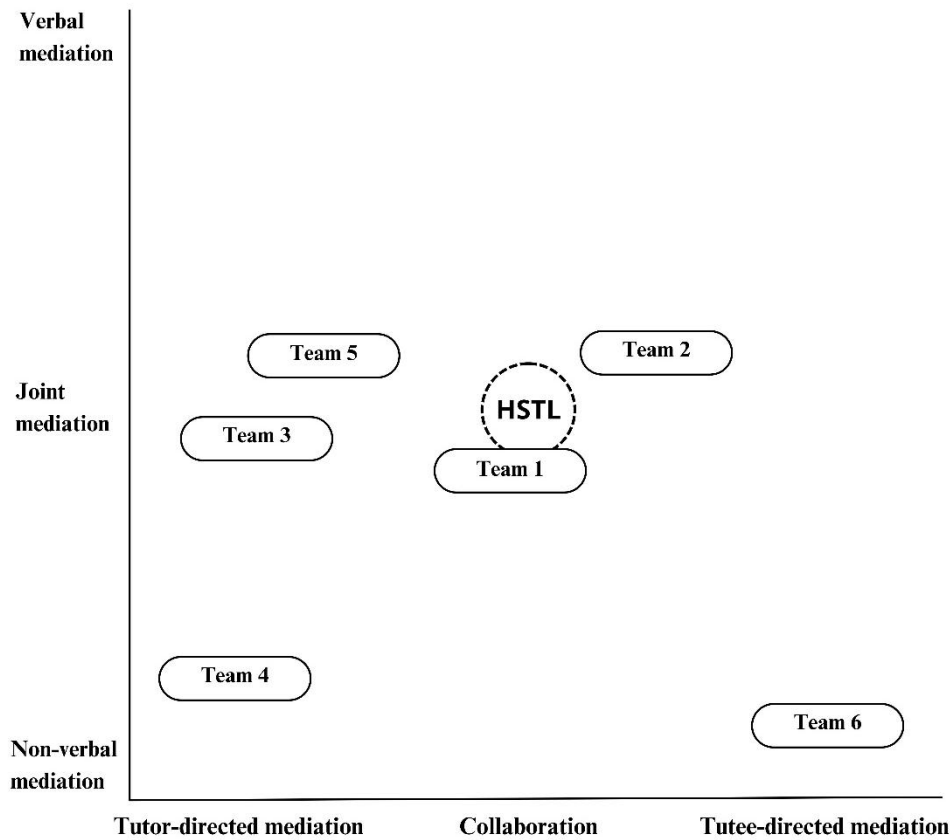 Verbal
mediation
Team 5
Team 2
Joint
mediation
HSTL
Team 3
Team 1
Team 4
Team 6
Non-verbal
mediation
Tutor-directed mediation
Collaboration
Tutee-directed mediation